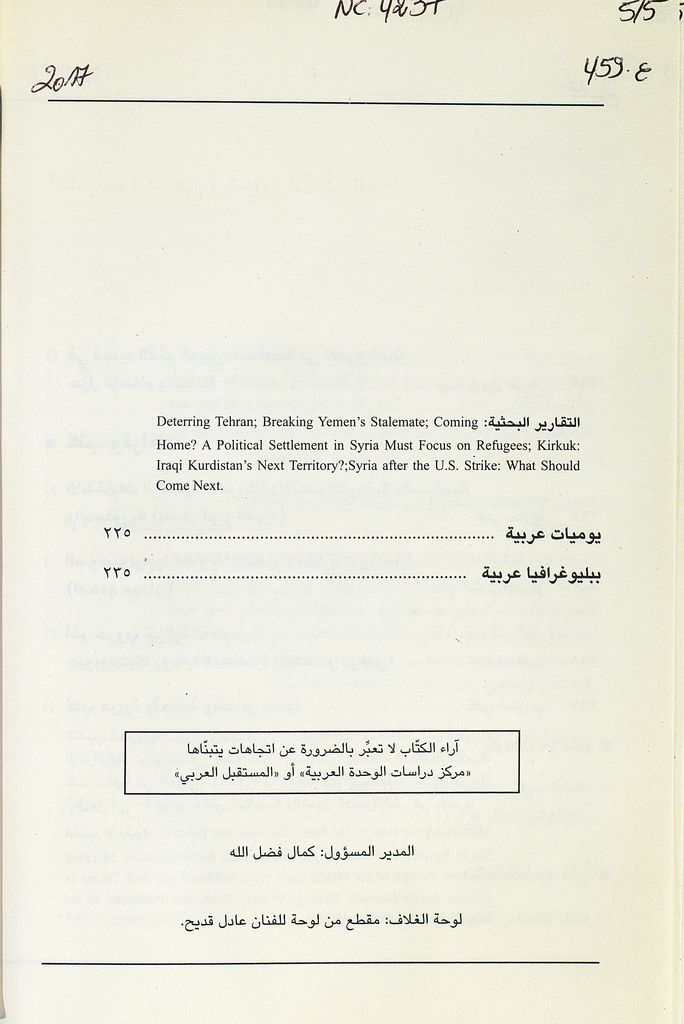 NC: 4237
5/5
2017
459. ع
التقارير البحثية: Deterring Tehran; Breaking Yemen's Stalemate; Coming
Home? A Political Settlement in Syria Must Focus on Refugees; Kirkuk:
Iraqi Kurdistan's Next Territory?;Syria after the U.S. Strike: What Should
Come Next.
يوميات عربية ........................................ ٢٢٥
ببليوغرافيا عربية ........................................ ٢٣٥
آراء الكتّاب لا تعبِّر بالضرورة عن اتجاهات يتبنّاها
«مركز دراسات الوحدة العربية» أو «المستقبل العربي»
المدير المسؤول: كمال فضل الله
لوحة الغلاف: مقطع من لوحة للفنان عادل قديح.